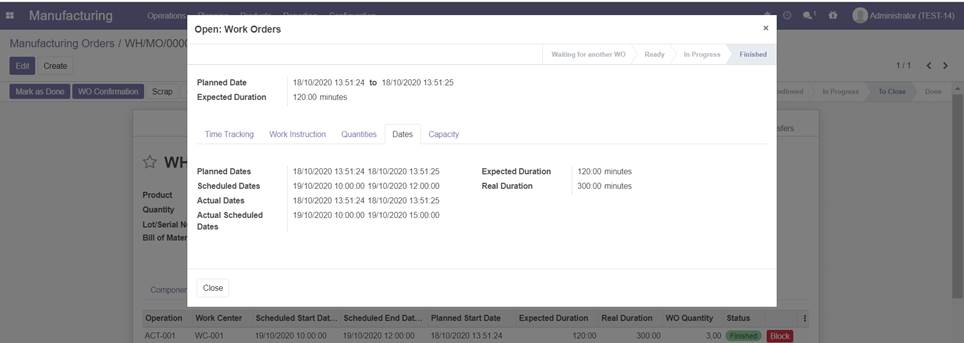 Manufacturing Operations Planning Products Reporting Configuration
1 Administrator (TEST-14)
Open: Work Orders ×
Manufacturing Orders / WH/MO/000
Waiting for another WO Ready In Progress Finished
Edit Create
1 / 1
Planned Date 18/10/2020 13:51:24 to 18/10/2020 13:51:25
Expected Duration 120:00 minutes
Mark as Done WO Confirmation Scrap
In Progress To Close Done
Time Tracking Work Instruction Quantities Dates Capacity
WH
Planned Dates 18/10/2020 13:51:24 18/10/2020 13:51:25 Expected Duration 120:00 minutes
Scheduled Dates 19/10/2020 10:00:00 19/10/2020 12:00:00 Real Duration 300:00 minutes
Actual Dates 18/10/2020 13:51:24 18/10/2020 13:51:25
Actual Scheduled Dates 19/10/2020 10:00:00 19/10/2020 15:00:00
Product
Quantity
Lot/Serial Nu
Bill of Mater
Close
Componen
Operation Work Center Scheduled Start Dat... Scheduled End Dat... Planned Start Date Expected Duration Real Duration WO Quantity Status
ACT-001 WC-001 19/10/2020 10:00:00 19/10/2020 12:00:00 18/10/2020 13:51:24 120:00 300:00 3,00 Finished Block